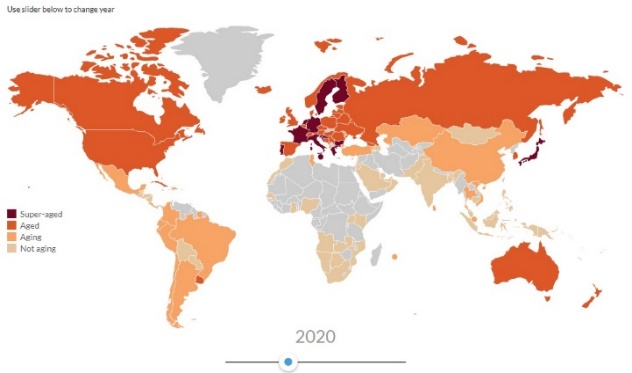 Use slider below to change year
Super-aged
Aged
Aging
Not aging
2020